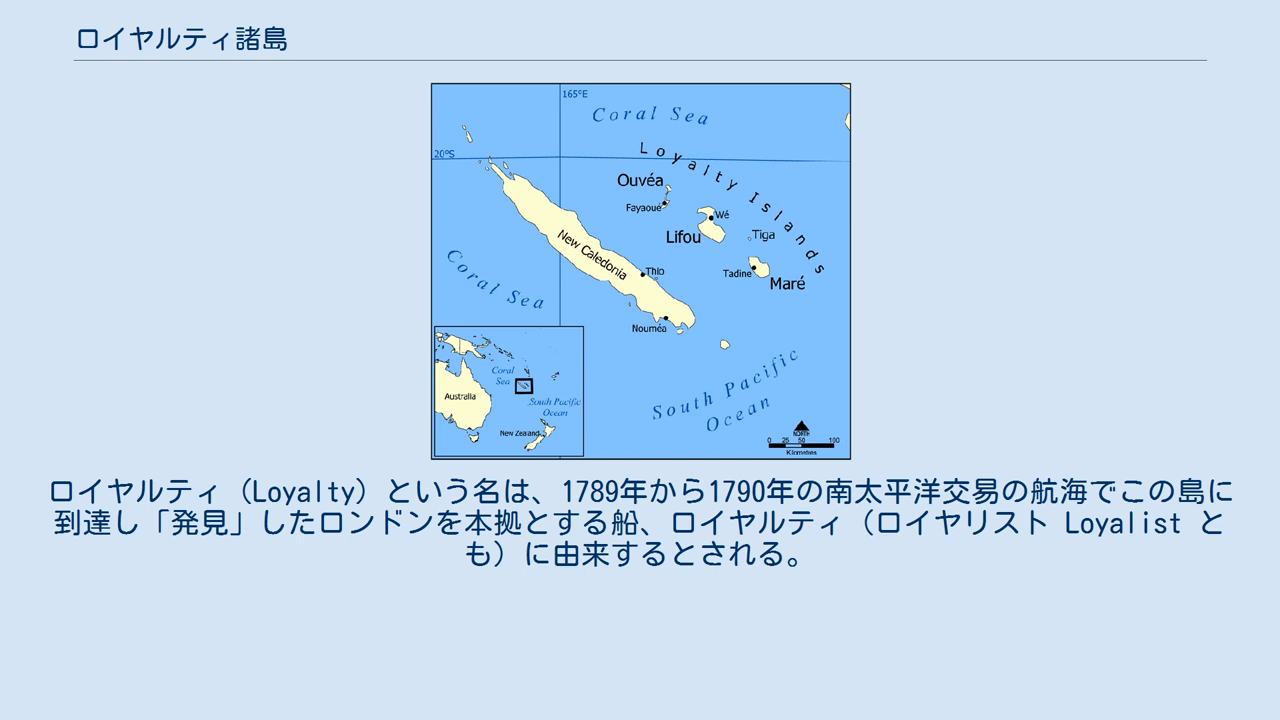 ロイヤルティ諸島
165°E
Coral Sea
20°S
Loyalty Islands
Ouvéa
Fayaoue
Wé
Lifou
Tiga
New Caledonia
Coral Sea
Thio
Tadine
Maré
Nouméa
Coral
Sea
Australia
South Pacific
Ocean
New Zealand
South Pacific
Ocean
NORTH
0 25 50 100
Kilometres
ロイヤルティ（Loyalty）という名は、1789年から1790年の南太平洋交易の航海でこの島に
到達し「発見」したロンドンを本拠とする船、ロイヤルティ（ロイヤリスト Loyalist と
も）に由来するとされる。